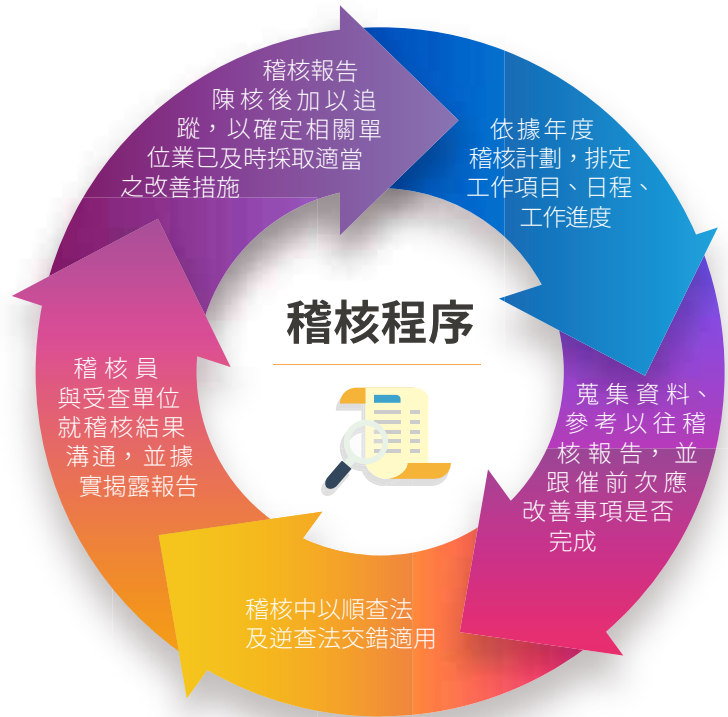 稽核程序
依據年度
稽核計劃，排定
工作項目、日程、
工作進度
蒐集資料、
參考以往稽
核報告，並
跟催前次應
改善事項是否
完成
稽核中以順查法
及逆查法交錯適用
稽核員
與受查單位
就稽核結果
溝通，並據
實揭露報告
稽核報告
陳核後加以追
蹤，以確定相關單
位業已及時採取適當
之改善措施